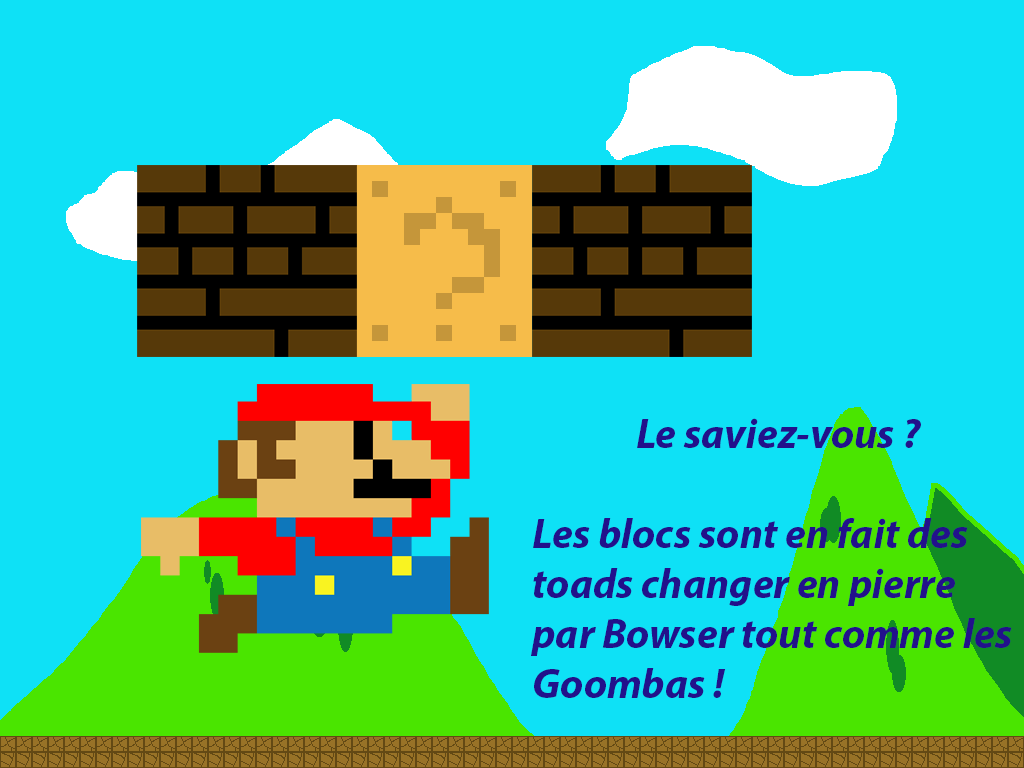 ?
Le saviez-vous ?
Les blocs sont en fait des
toads changer en pierre
par Bowser tout comme les
Goombas !